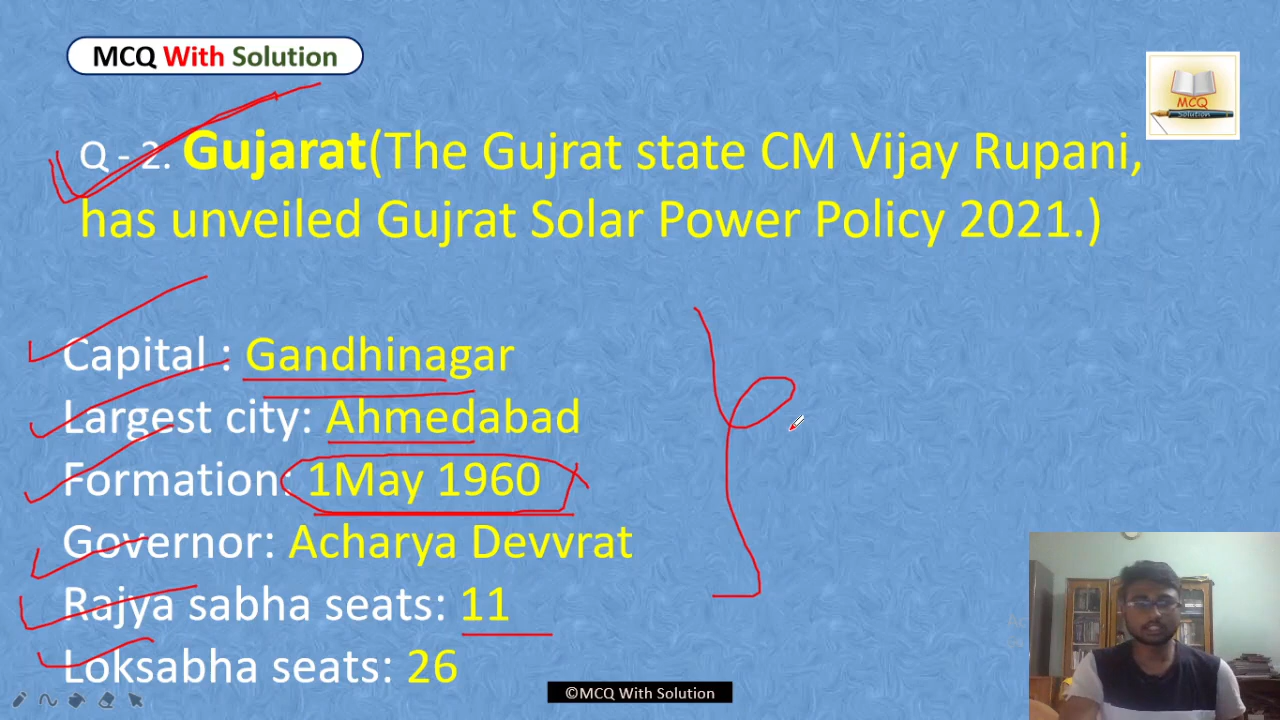 MCQ With Solution
MCQ
Solution
Q - 2. Gujarat(The Gujrat state CM Vijay Rupani,
has unveiled Gujrat Solar Power Policy 2021.)
Capital : Gandhinagar
Largest city: Ahmedabad
Formation: 1May 1960
Governor: Acharya Devvrat
Rajya sabha seats: 11
Loksabha seats: 26
©MCQ With Solution